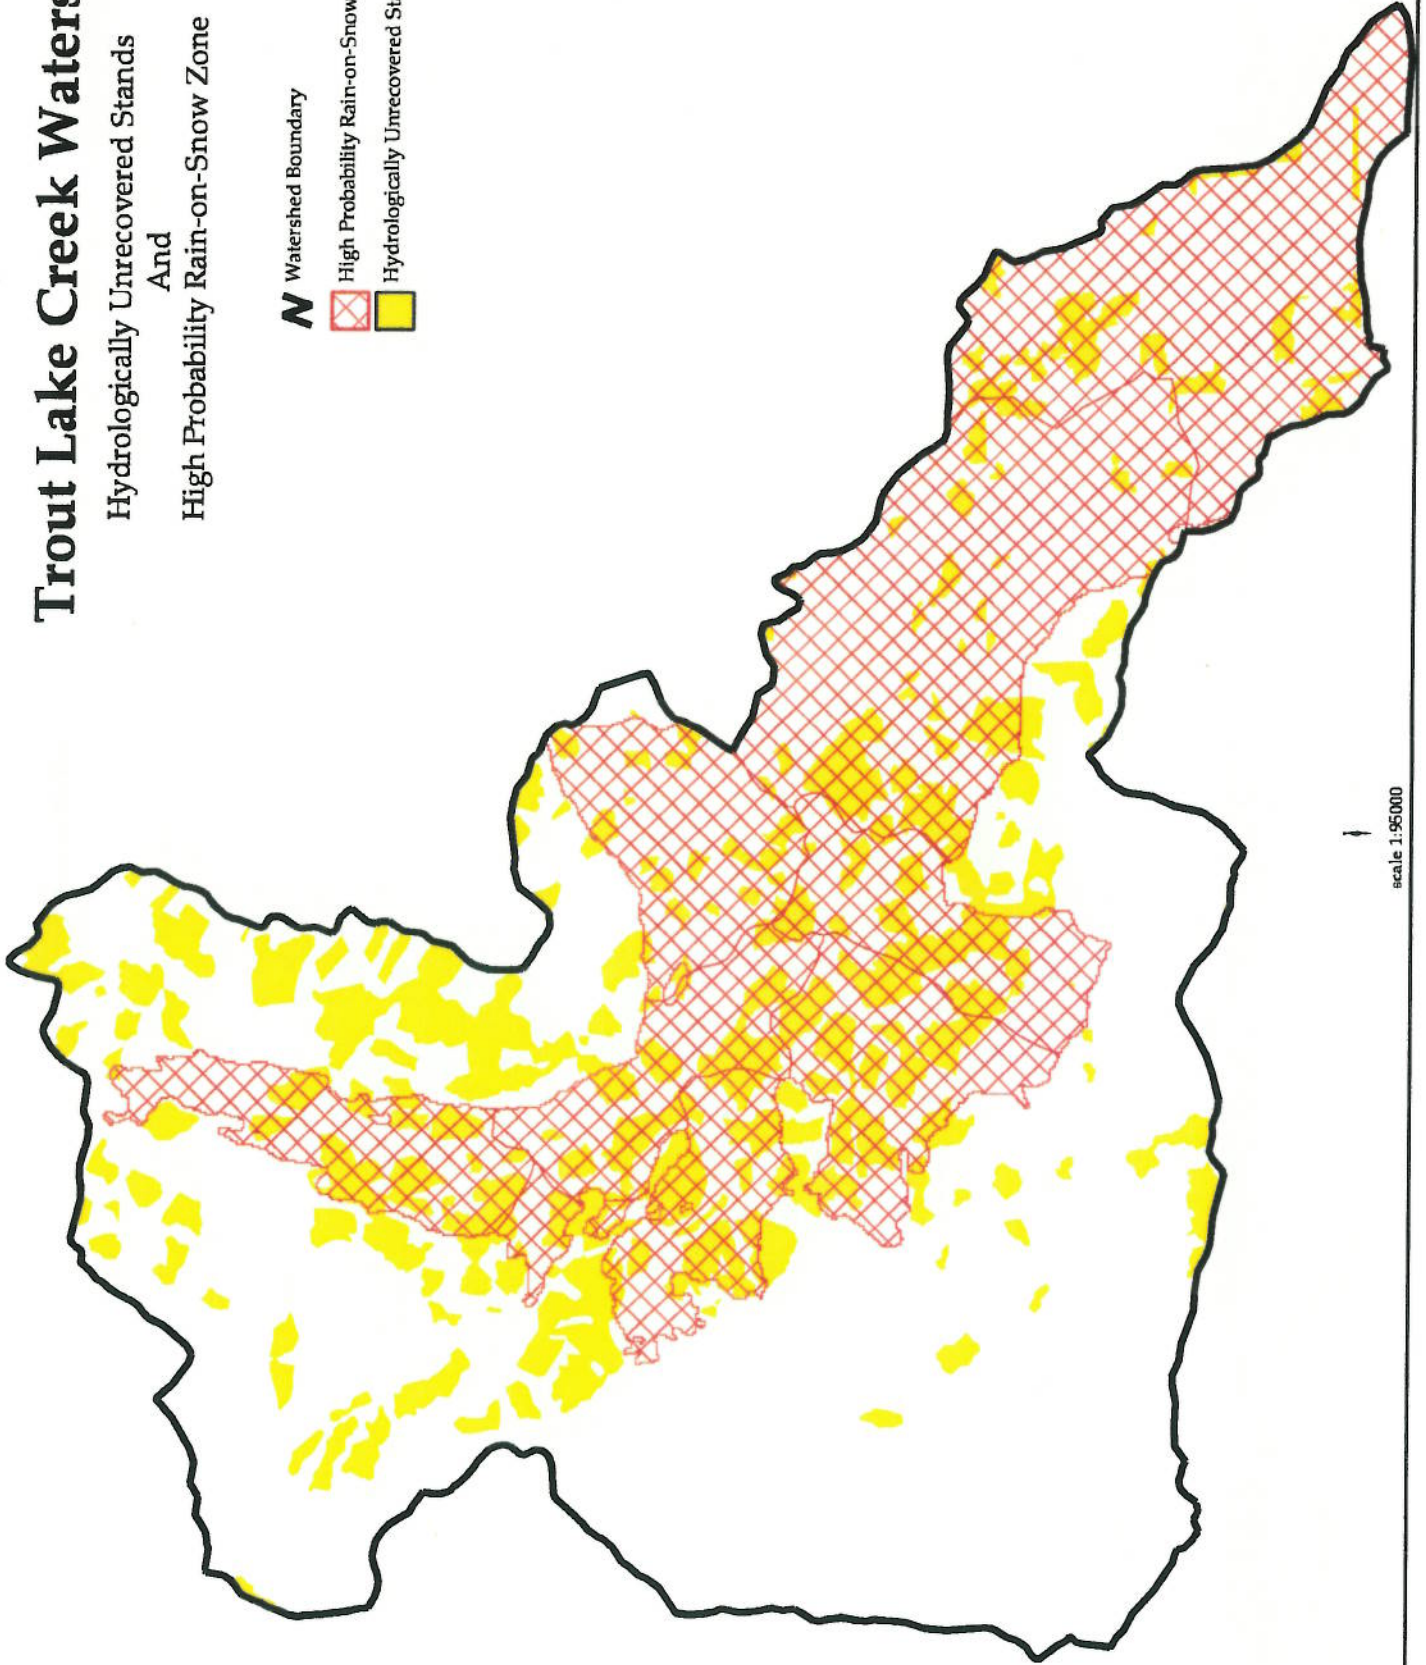 Trout Lake Creek Waters
Hydrologically Unrecovered Stands
And
High Probability Rain-on-Snow Zone
Watershed Boundary
High Probability Rain-on-Snow
Hydrologically Unrecovered St
scale 1:95000